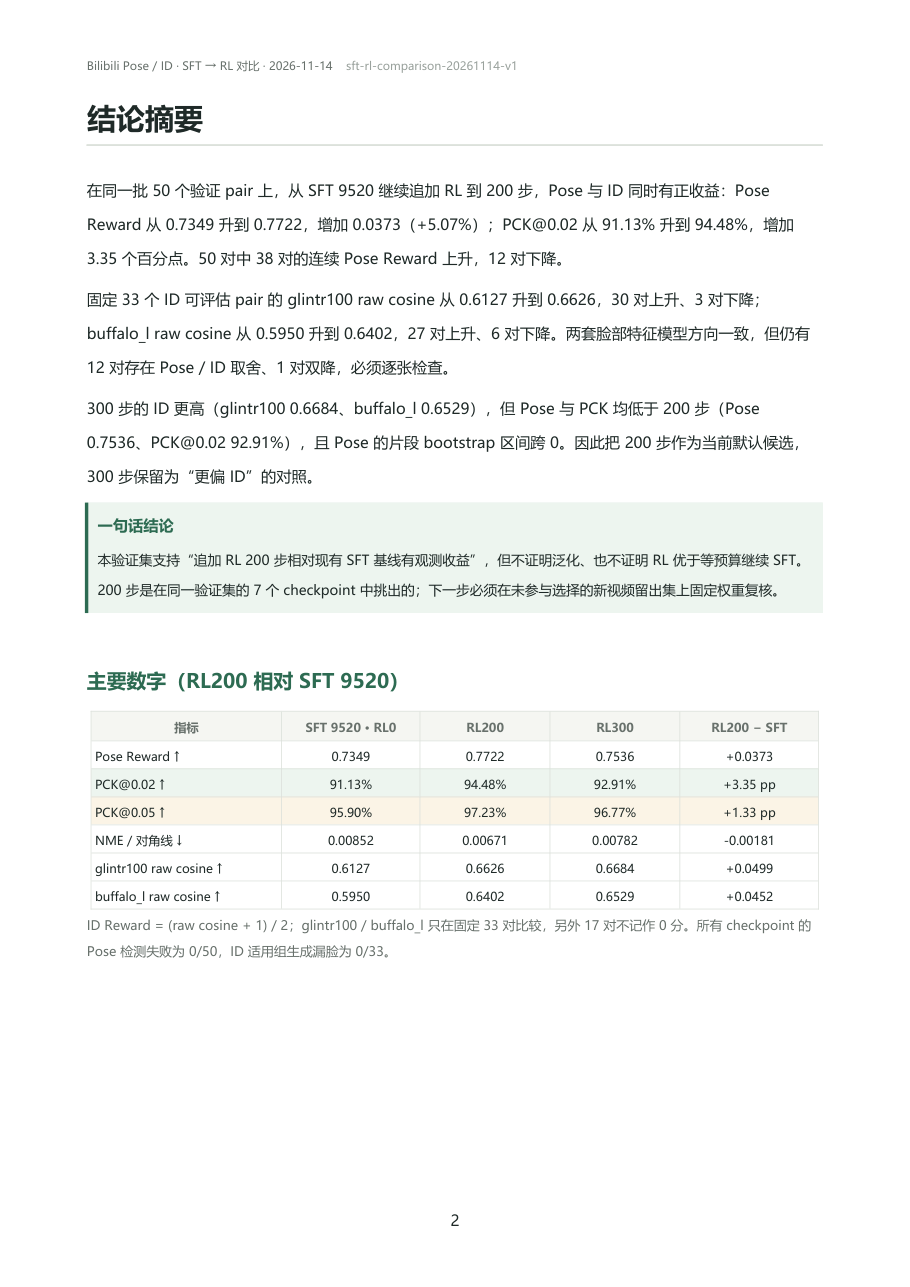 Bilibili Pose / ID · SFT → RL 对比 · 2026-11-14 sft-rl-comparison-20261114-v1
结论摘要
在同一批 50 个验证 pair 上，从 SFT 9520 继续追加 RL 到 200 步，Pose 与 ID 同时有正收益：Pose
Reward 从 0.7349 升到 0.7722，增加 0.0373（+5.07%）；PCK@0.02 从 91.13% 升到 94.48%，增加
3.35 个百分点。50 对中 38 对的连续 Pose Reward 上升，12 对下降。
固定 33 个 ID 可评估 pair 的 glintr100 raw cosine 从 0.6127 升到 0.6626，30 对上升、3 对下降；
buffalo_l raw cosine 从 0.5950 升到 0.6402，27 对上升、6 对下降。两套脸部特征模型方向一致，但仍有
12 对存在 Pose / ID 取舍、1 对双降，必须逐张检查。
300 步的 ID 更高（glintr100 0.6684、buffalo_l 0.6529），但 Pose 与 PCK 均低于 200 步（Pose
0.7536、PCK@0.02 92.91%），且 Pose 的片段 bootstrap 区间跨 0。因此把 200 步作为当前默认候选，
300 步保留为“更偏 ID”的对照。
一句话结论
本验证集支持“追加 RL 200 步相对现有 SFT 基线有观测收益”，但不证明泛化、也不证明 RL 优于等预算继续 SFT。
200 步是在同一验证集的 7 个 checkpoint 中挑出的；下一步必须在未参与选择的新视频留出集上固定权重复核。
主要数字（RL200 相对 SFT 9520）
指标 SFT 9520 · RL0 RL200 RL300 RL200 − SFT
Pose Reward ↑ 0.7349 0.7722 0.7536 +0.0373
PCK@0.02 ↑ 91.13% 94.48% 92.91% +3.35 pp
PCK@0.05 ↑ 95.90% 97.23% 96.77% +1.33 pp
NME / 对角线 ↓ 0.00852 0.00671 0.00782 -0.00181
glintr100 raw cosine ↑ 0.6127 0.6626 0.6684 +0.0499
buffalo_l raw cosine ↑ 0.5950 0.6402 0.6529 +0.0452
ID Reward = (raw cosine + 1) / 2；glintr100 / buffalo_l 只在固定 33 对比较，另外 17 对不记作 0 分。所有 checkpoint 的
Pose 检测失败为 0/50，ID 适用组生成漏脸为 0/33。
2